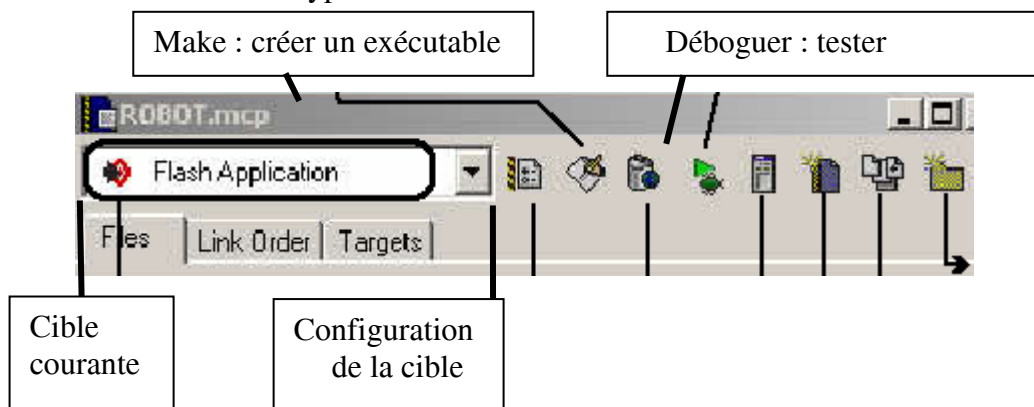 Make : créer un exécutable
Déboguer : tester
ROBOT.mcp
Flash Application
Files
Link Order
Targets
Cible
courante
Configuration
de la cible